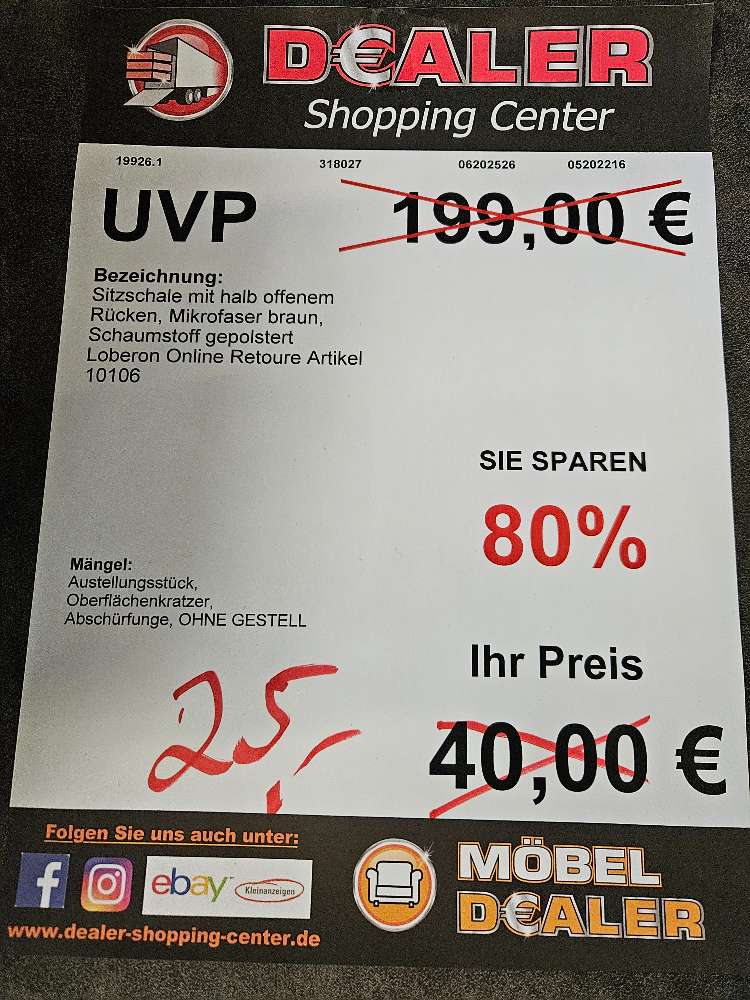 D€ALER
Shopping Center
19926.1 318027 06202526 05202216
UVP 199,00 €
Bezeichnung:
Sitzschale mit halb offenem
Rücken, Mikrofaser braun,
Schaumstoff gepolstert
Loberon Online Retoure Artikel
10106
SIE SPAREN
80%
Mängel:
Austellungsstück,
Oberflächenkratzer,
Abschürfunge, OHNE GESTELL
Ihr Preis
40,00 €
25,-
Folgen Sie uns auch unter:
f ebay Kleinanzeigen
www.dealer-shopping-center.de
MÖBEL
D€ALER